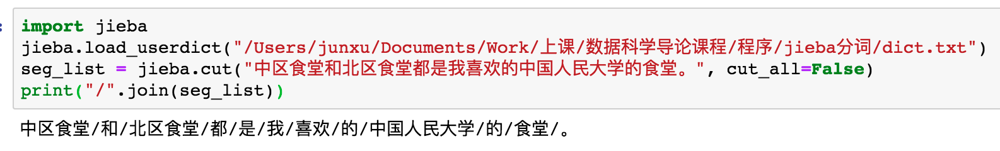 :
import jieba
jieba.load_userdict("/Users/junxu/Documents/Work/上课/数据科学导论课程/程序/jieba分词/dict.txt")
seg_list = jieba.cut("中区食堂和北区食堂都是我喜欢的中国人民大学的食堂。", cut_all=False)
print("/".join(seg_list))
中区食堂/和/北区食堂/都/是/我/喜欢/的/中国人民大学/的/食堂/。